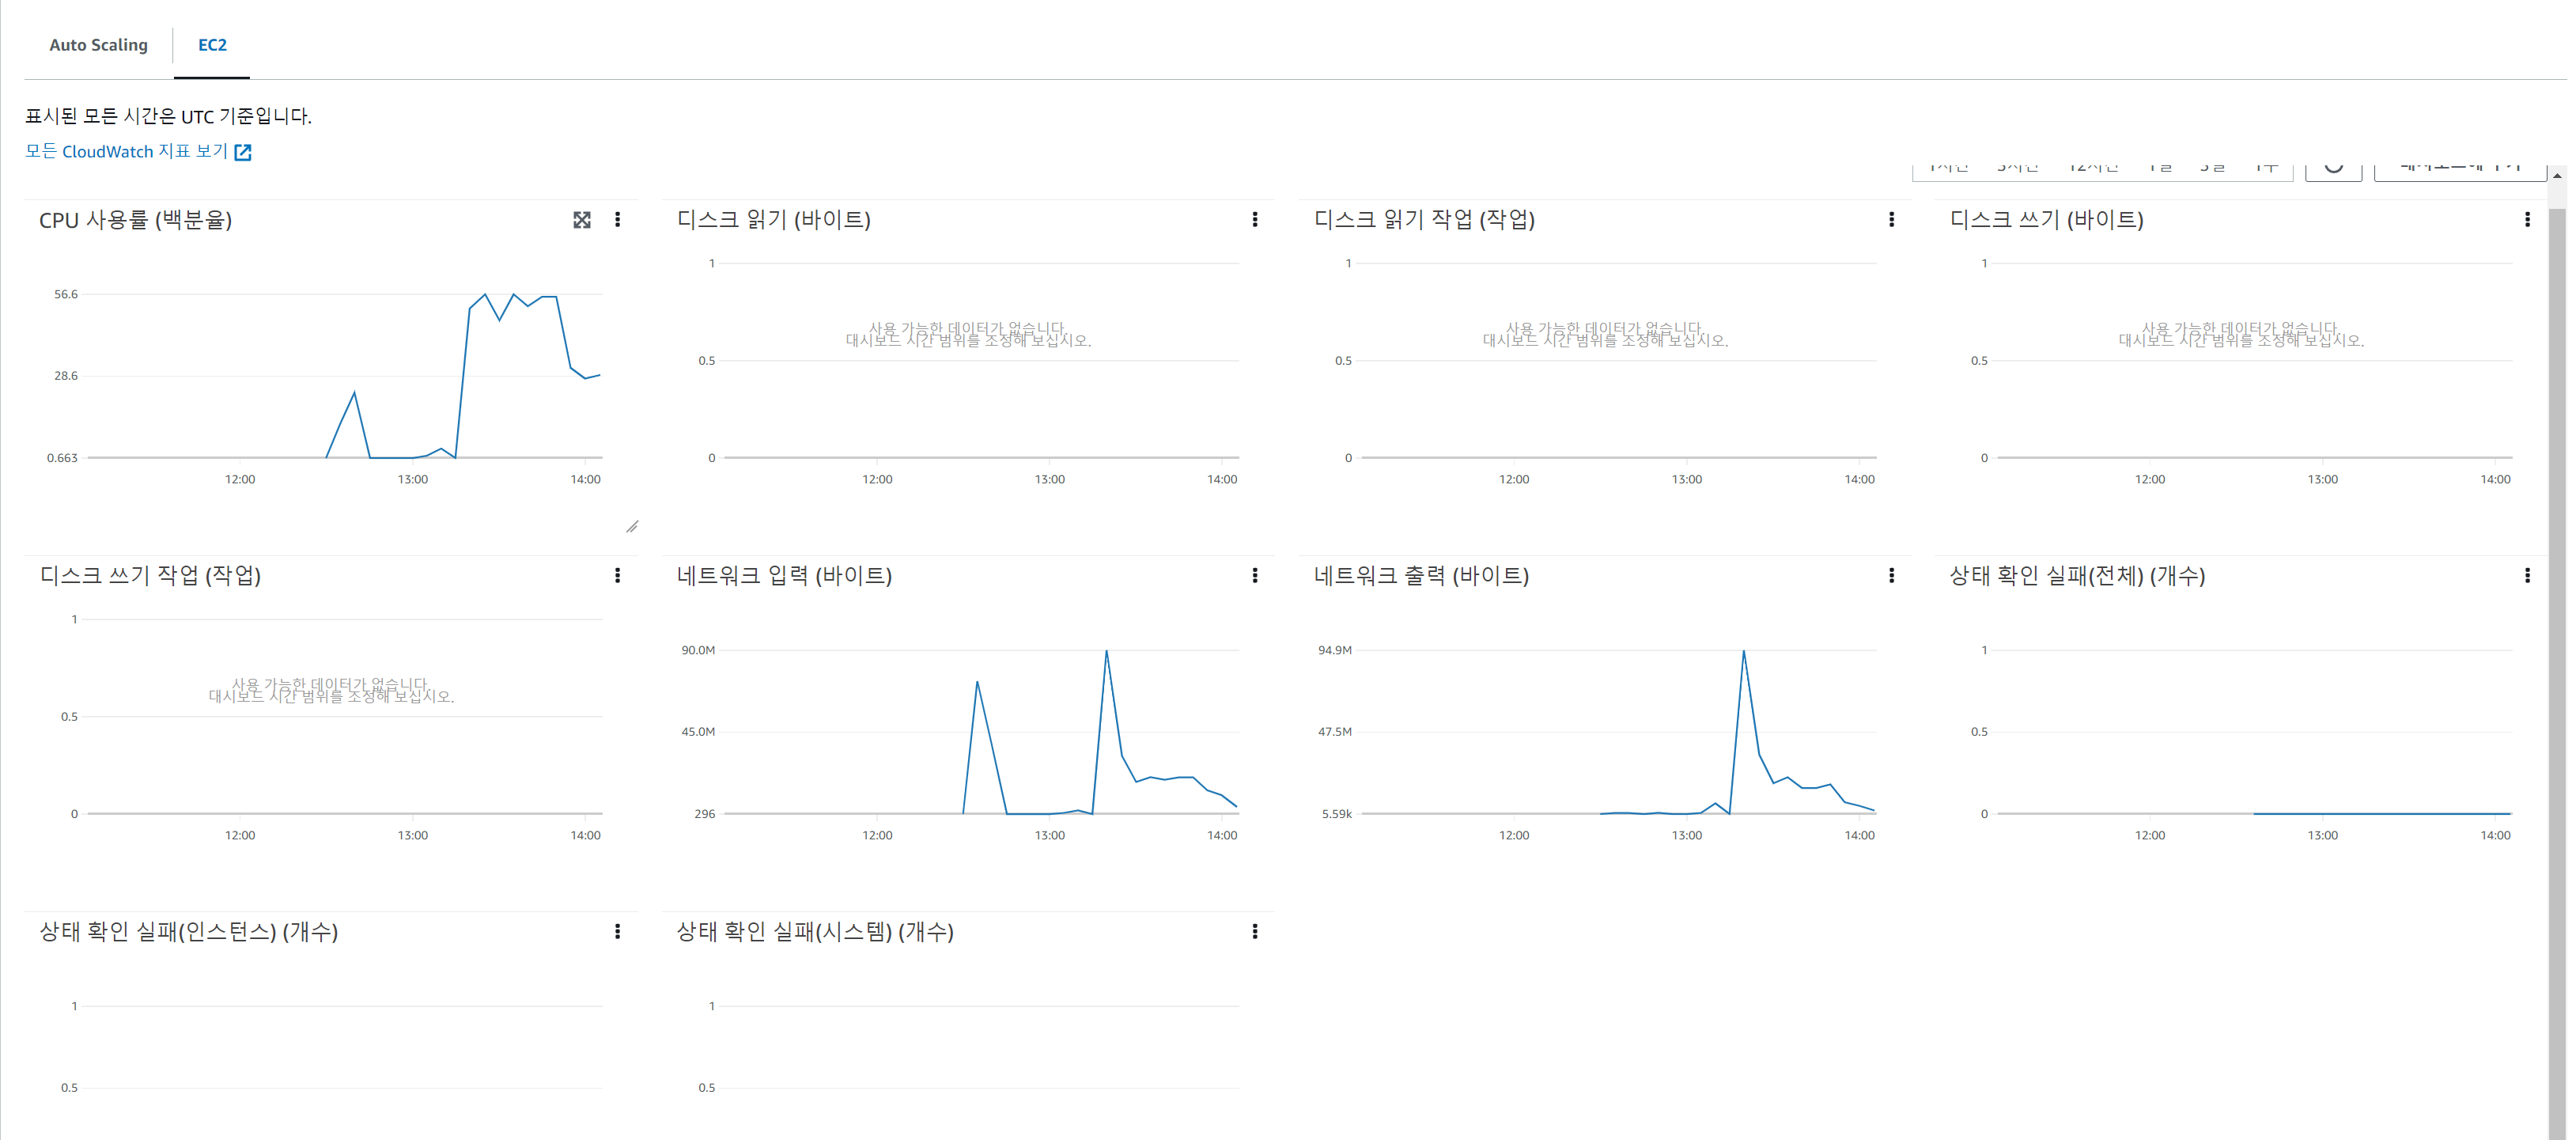 Auto Scaling
EC2
표시된 모든 시간은 UTC 기준입니다.
모든 CloudWatch 지표 보기
1시간 3시간 12시간 1일 3일 1주
CPU 사용률 (백분율)
56.6
28.6
0.663
12:00 13:00 14:00
디스크 읽기 (바이트)
1
사용 가능한 데이터가 없습니다.
대시보드 시간 범위를 조정해 보십시오.
0.5
0
12:00 13:00 14:00
디스크 읽기 작업 (작업)
1
사용 가능한 데이터가 없습니다.
대시보드 시간 범위를 조정해 보십시오.
0.5
0
12:00 13:00 14:00
디스크 쓰기 (바이트)
1
사용 가능한 데이터가 없습니다.
대시보드 시간 범위를 조정해 보십시오.
0.5
0
12:00 13:00 14:00
디스크 쓰기 작업 (작업)
1
사용 가능한 데이터가 없습니다.
대시보드 시간 범위를 조정해 보십시오.
0.5
0
12:00 13:00 14:00
네트워크 입력 (바이트)
90.0M
45.0M
296
12:00 13:00 14:00
네트워크 출력 (바이트)
94.9M
47.5M
5.59k
12:00 13:00 14:00
상태 확인 실패(전체) (개수)
1
0.5
0
12:00 13:00 14:00
상태 확인 실패(인스턴스) (개수)
1
0.5
상태 확인 실패(시스템) (개수)
1
0.5